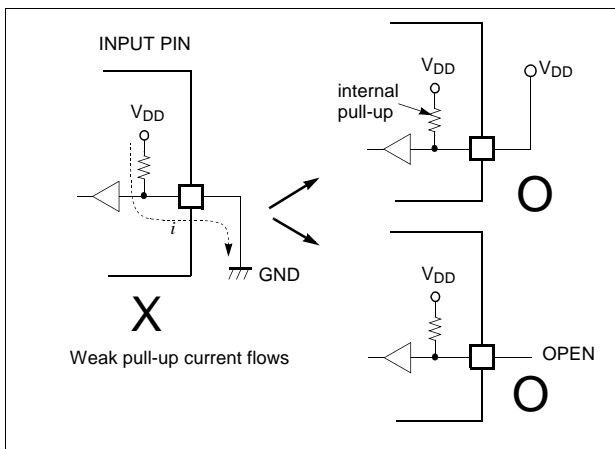 INPUT PIN
VDD
i
GND
X
Weak pull-up current flows
internal
pull-up
VDD
VDD
O
VDD
OPEN
O